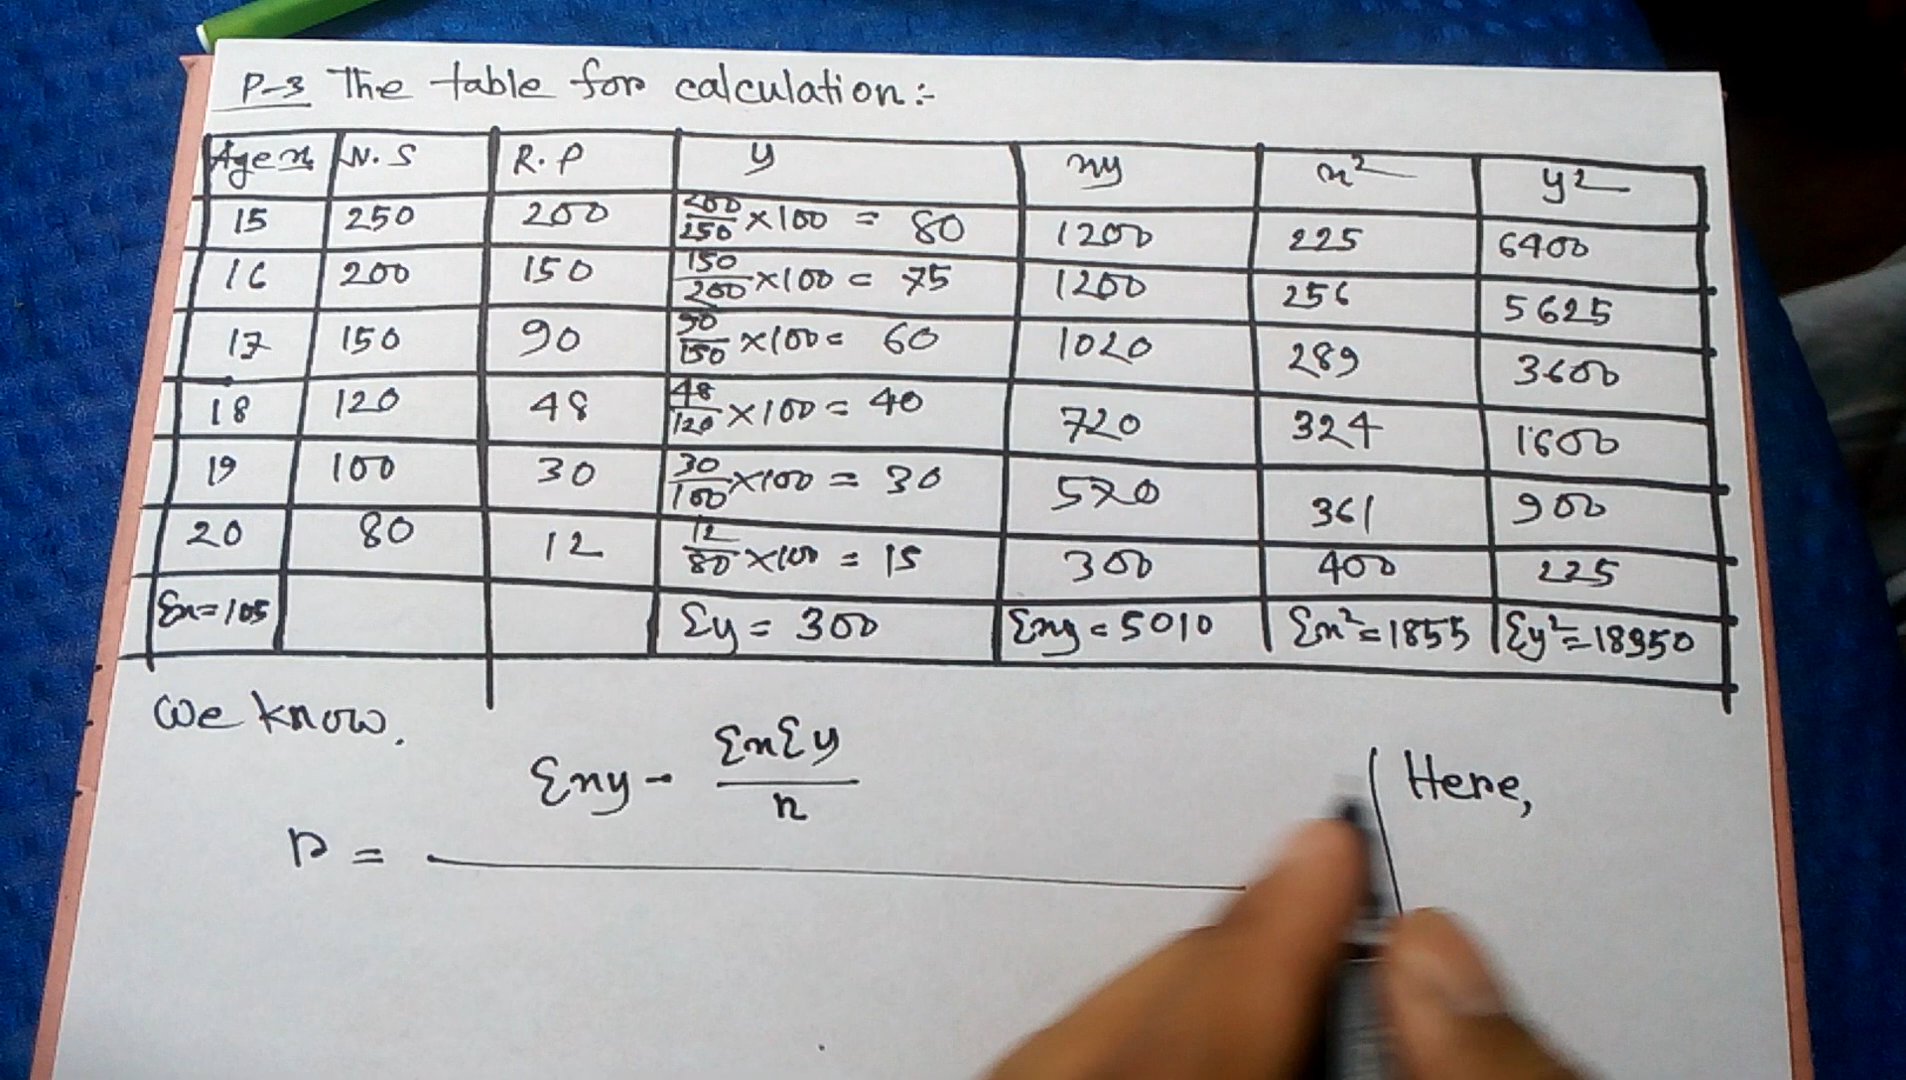 P-3 The table for calculation:-
Age x N.S R.P y xy x² y²
15 250 200 200/250 ×100 = 80 1200 225 6400
16 200 150 150/200 ×100 = 75 1200 256 5625
17 150 90 90/150 ×100 = 60 1020 289 3600
18 120 48 48/120 ×100 = 40 720 324 1600
19 100 30 30/100 ×100 = 30 570 361 900
20 80 12 12/80 ×100 = 15 300 400 225
Σx=105 Σy = 300 Σxy = 5010 Σx²=1855 Σy²=18350
We know,
Σxy - ΣxΣy/n
r =
Here,